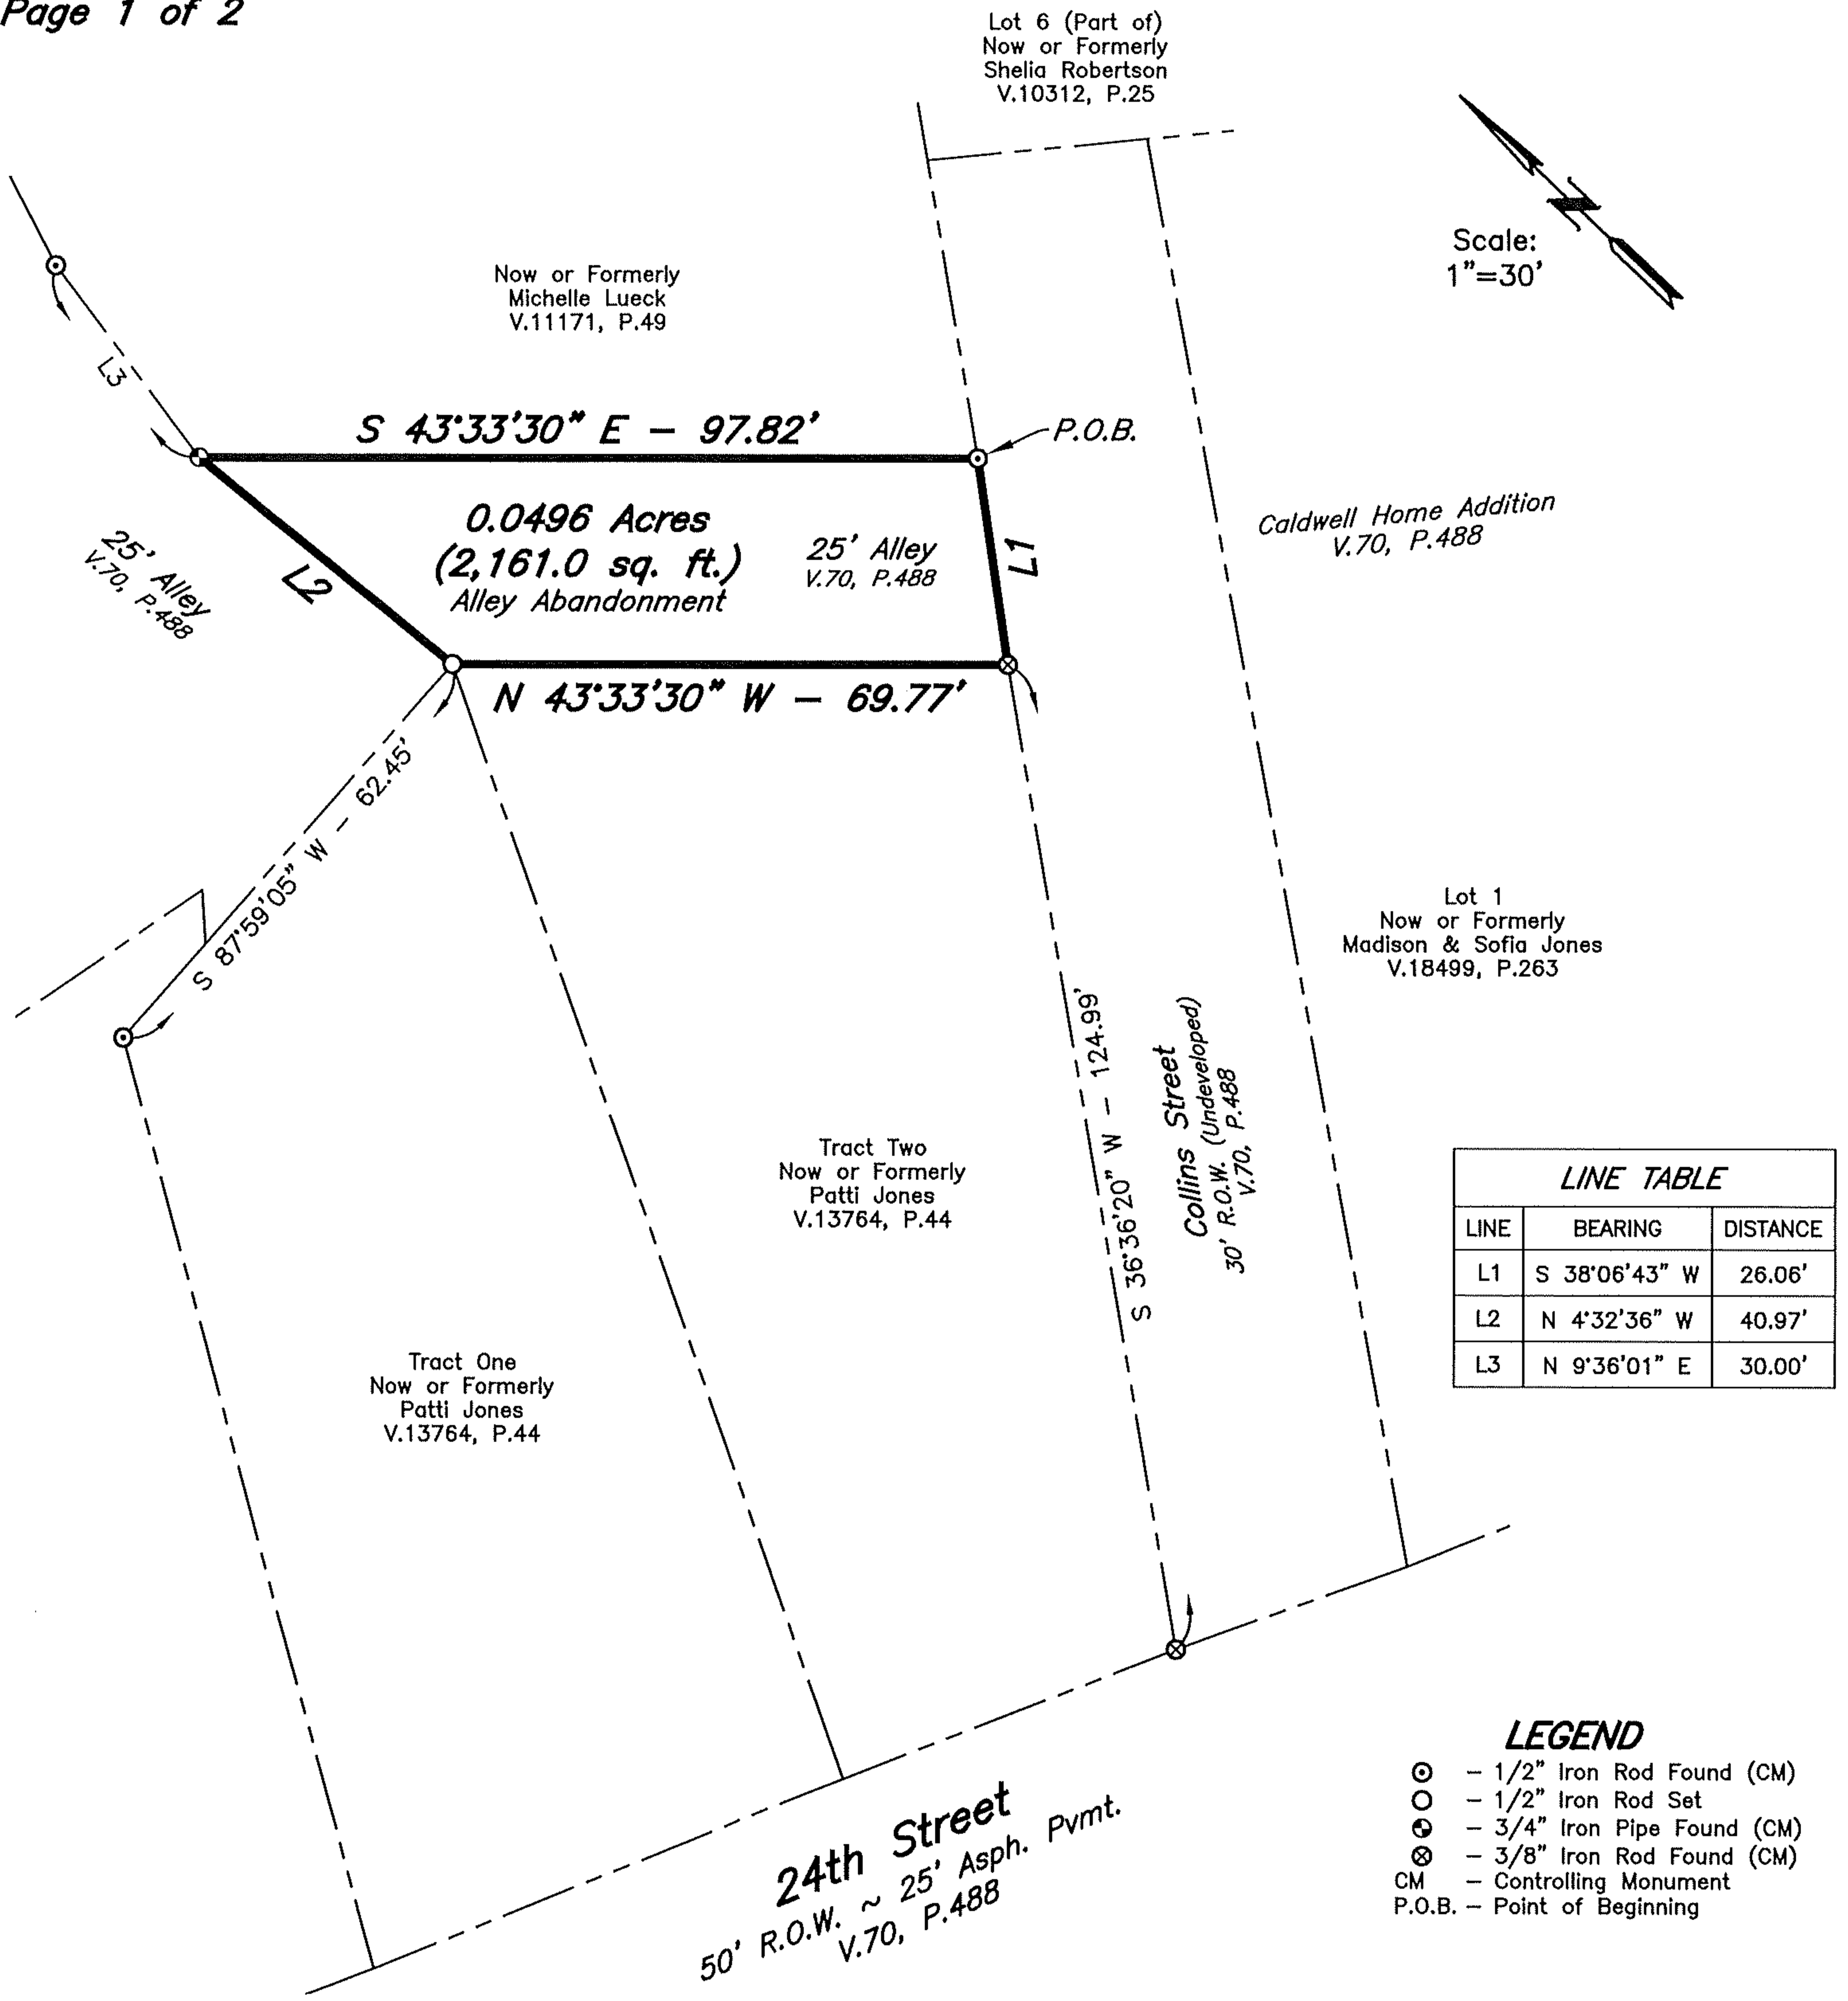 Page 1 of 2
Lot 6 (Part of)
Now or Formerly
Shelia Robertson
V.10312, P.25
Scale:
1"=30'
Now or Formerly
Michelle Lueck
V.11171, P.49
L3
S 43°33'30" E - 97.82'
P.O.B.
0.0496 Acres
(2,161.0 sq. ft.)
Alley Abandonment
25' Alley
V.70, P.488
L1
Caldwell Home Addition
V.70, P.488
25' Alley
V.70, P.488
L2
N 43°33'30" W - 69.77'
S 87°59'05" W - 62.45'
Lot 1
Now or Formerly
Madison & Sofia Jones
V.18499, P.263
S 36°36'20" W - 124.99'
Collins Street
30' R.O.W. (Undeveloped)
V.70, P.488
Tract Two
Now or Formerly
Patti Jones
V.13764, P.44
Tract One
Now or Formerly
Patti Jones
V.13764, P.44
LINE TABLE
LINE BEARING DISTANCE
L1 S 38°06'43" W 26.06'
L2 N 4°32'36" W 40.97'
L3 N 9°36'01" E 30.00'
24th Street
50' R.O.W. ~ 25' Asph. Pvmt.
V.70, P.488
LEGEND
- 1/2" Iron Rod Found (CM)
- 1/2" Iron Rod Set
- 3/4" Iron Pipe Found (CM)
- 3/8" Iron Rod Found (CM)
CM - Controlling Monument
P.O.B. - Point of Beginning